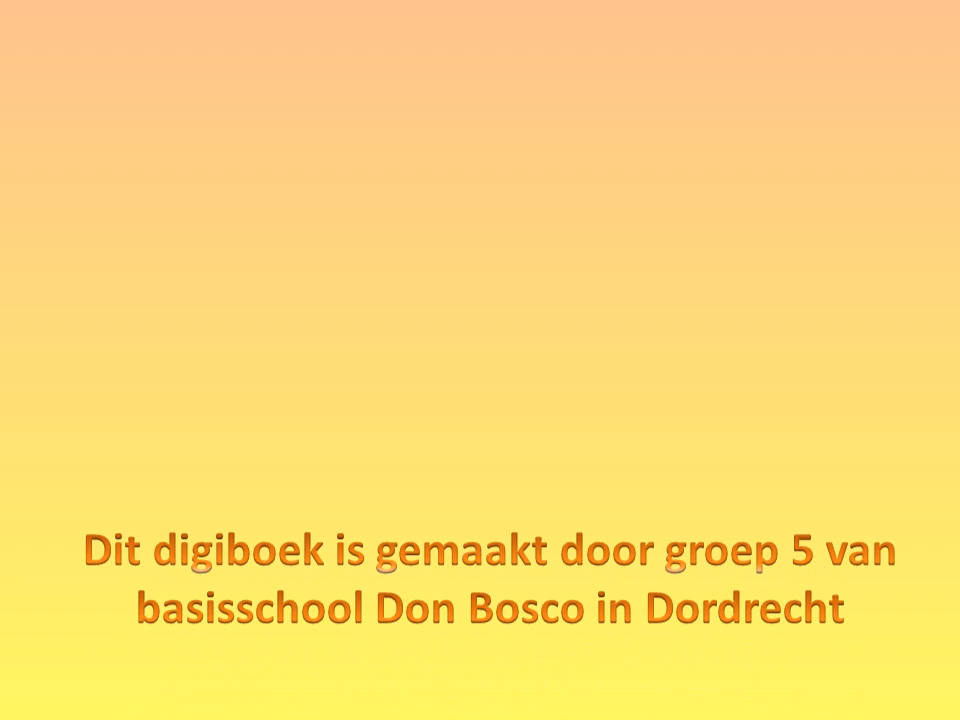 Dit digiboek is gemaakt door groep 5 van
basisschool Don Bosco in Dordrecht